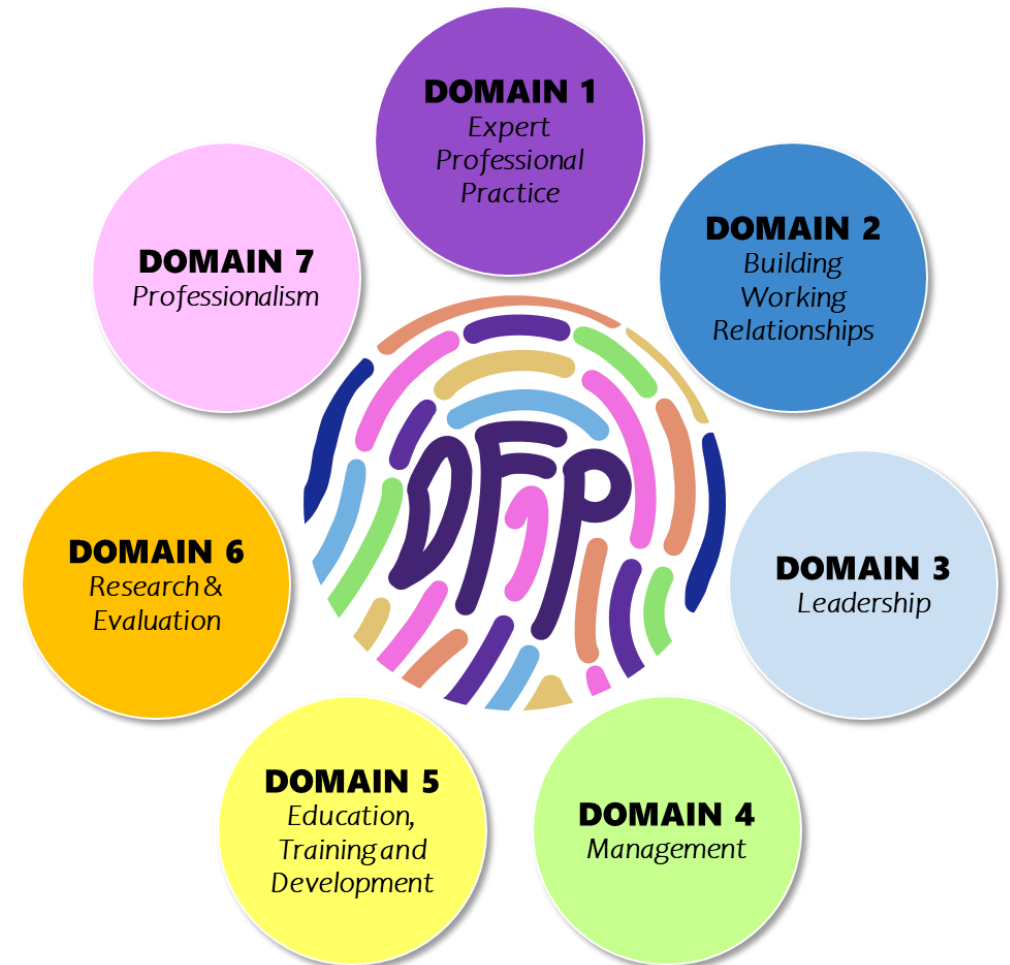 DOMAIN 1
Expert
Professional
Practice
DOMAIN 2
Building
Working
Relationships
DOMAIN 3
Leadership
DOMAIN 4
Management
DOMAIN 5
Education,
Training and
Development
DOMAIN 6
Research &
Evaluation
DOMAIN 7
Professionalism
DFP